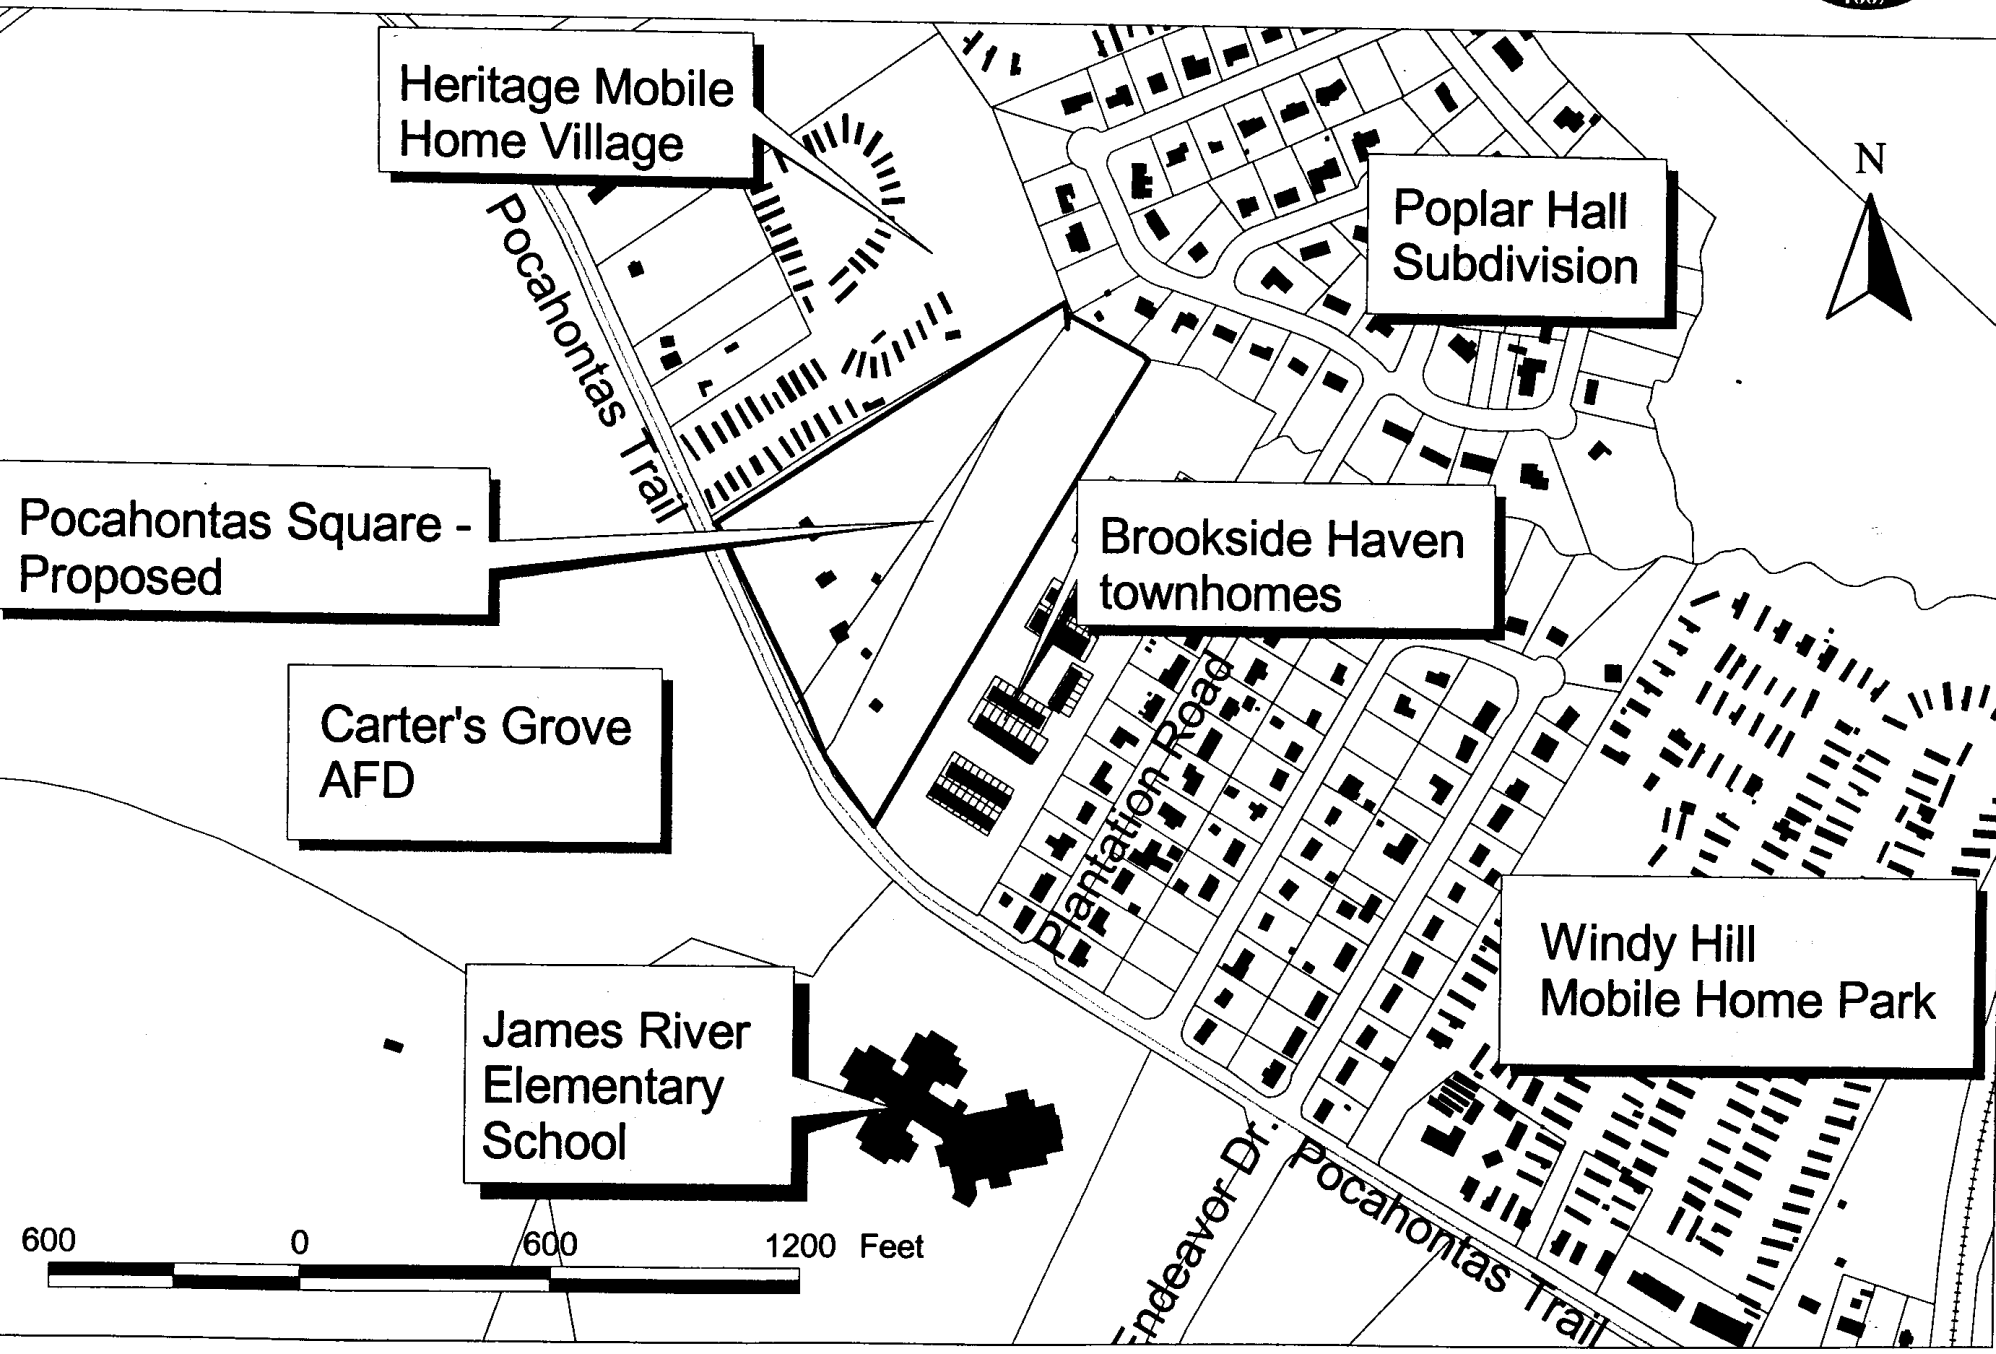 Heritage Mobile
Home Village
N
Poplar Hall
Subdivision
Pocahontas Trail
Pocahontas Square -
Proposed
Brookside Haven
townhomes
Carter's Grove
AFD
Plantation Road
Windy Hill
Mobile Home Park
James River
Elementary
School
Endeavor Dr.
Pocahontas Trail
600 0 600 1200 Feet